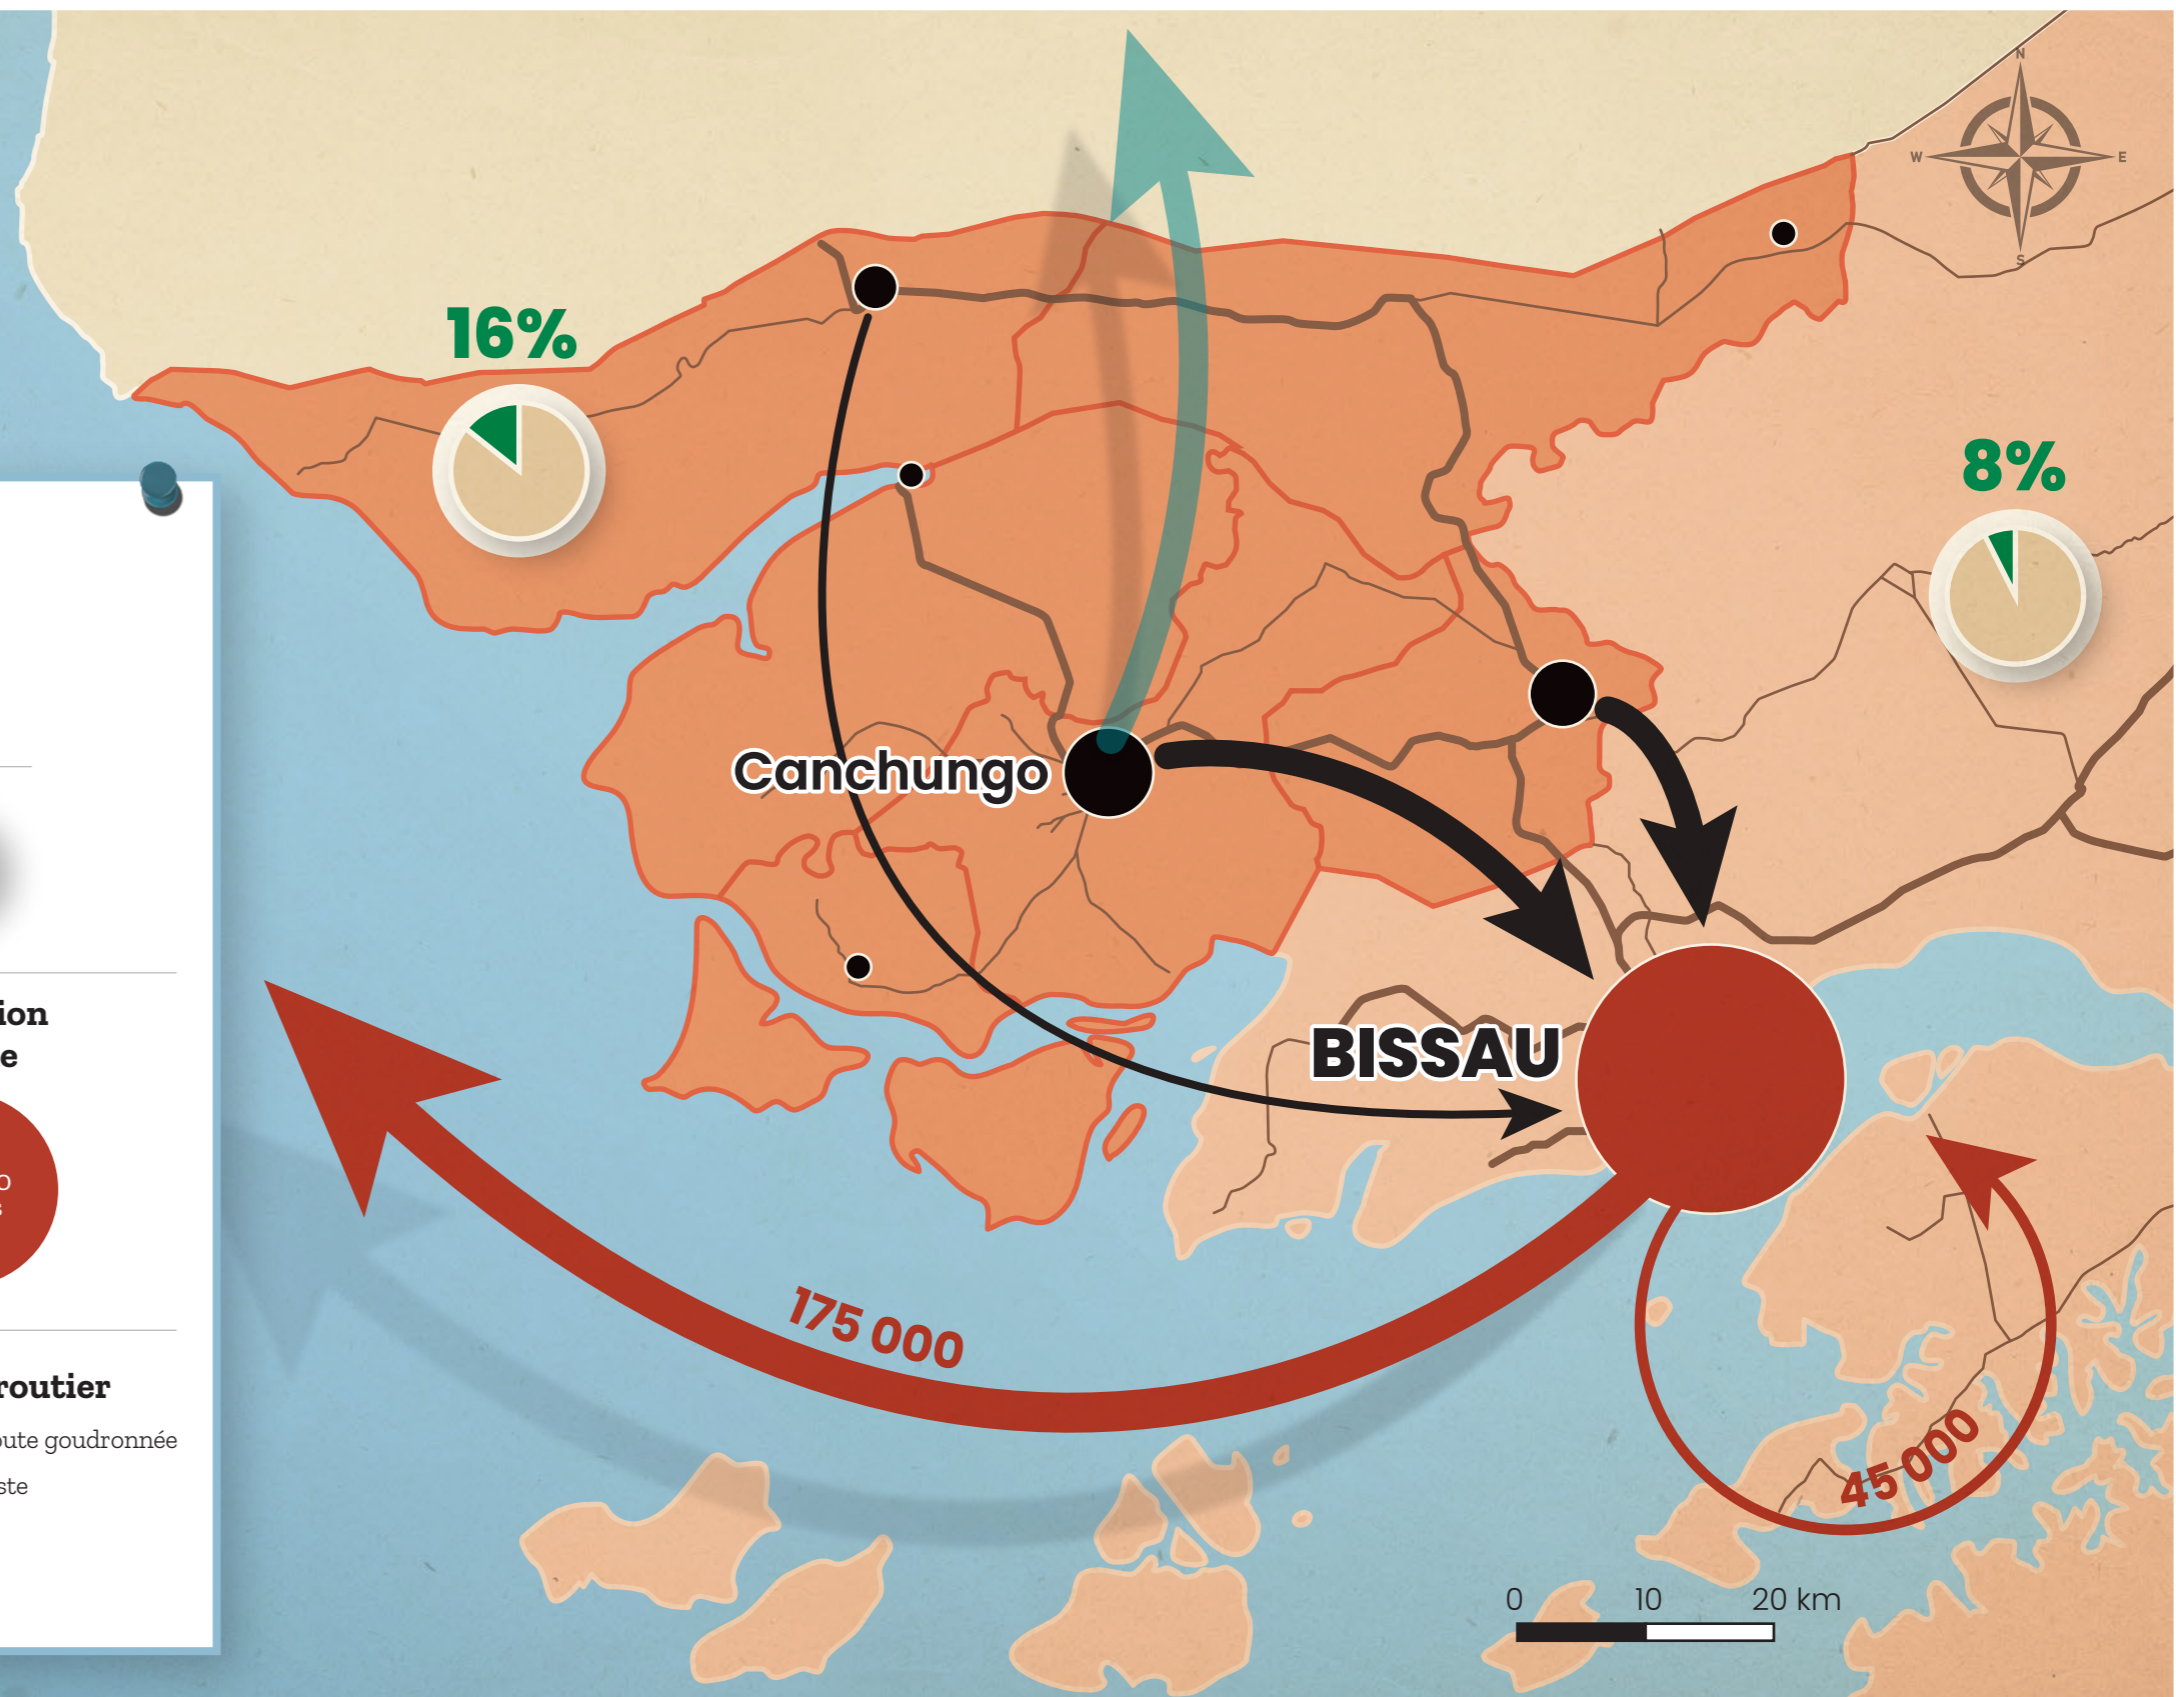 N
W
E
S
16%
8%
Canchungo
BISSAU
ion
e
routier
oute goudronnée
ste
175 000
45 000
0 10 20 km